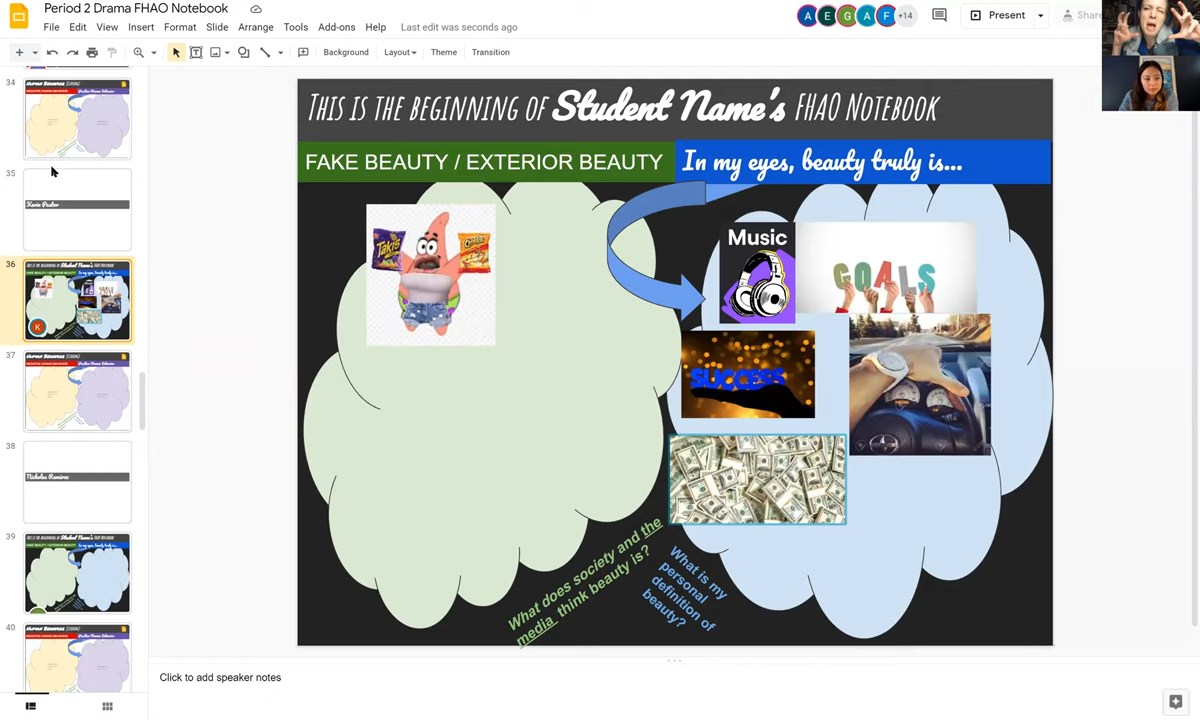 Period 2 Drama FHAO Notebook
File Edit View Insert Format Slide Arrange Tools Add-ons Help Last edit was seconds ago
A E G A F +14 Present Share
Background Layout Theme Transition
34
35
Kevin Pastor
36
37
38
Nicholas Ramirez
39
40
THIS IS THE BEGINNING OF Student Name's FHAO NOTEBOOK
FAKE BEAUTY / EXTERIOR BEAUTY In my eyes, beauty truly is...
TAKIS
Music
GOALS
SUCCESS
What does society and the
media think beauty is?
What is my
personal
definition of
beauty?
Click to add speaker notes